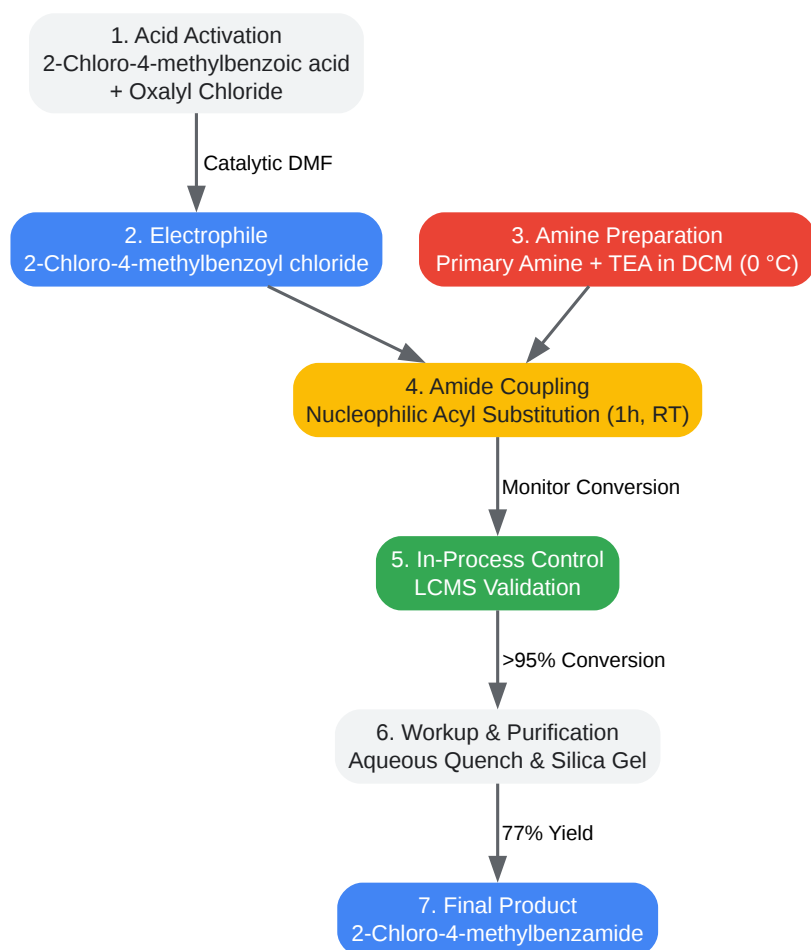 1. Acid Activation
2-Chloro-4-methylbenzoic acid
+ Oxalyl Chloride
Catalytic DMF
2. Electrophile
2-Chloro-4-methylbenzoyl chloride
3. Amine Preparation
Primary Amine + TEA in DCM (0 °C)
4. Amide Coupling
Nucleophilic Acyl Substitution (1h, RT)
Monitor Conversion
5. In-Process Control
LCMS Validation
>95% Conversion
6. Workup & Purification
Aqueous Quench & Silica Gel
77% Yield
7. Final Product
2-Chloro-4-methylbenzamide